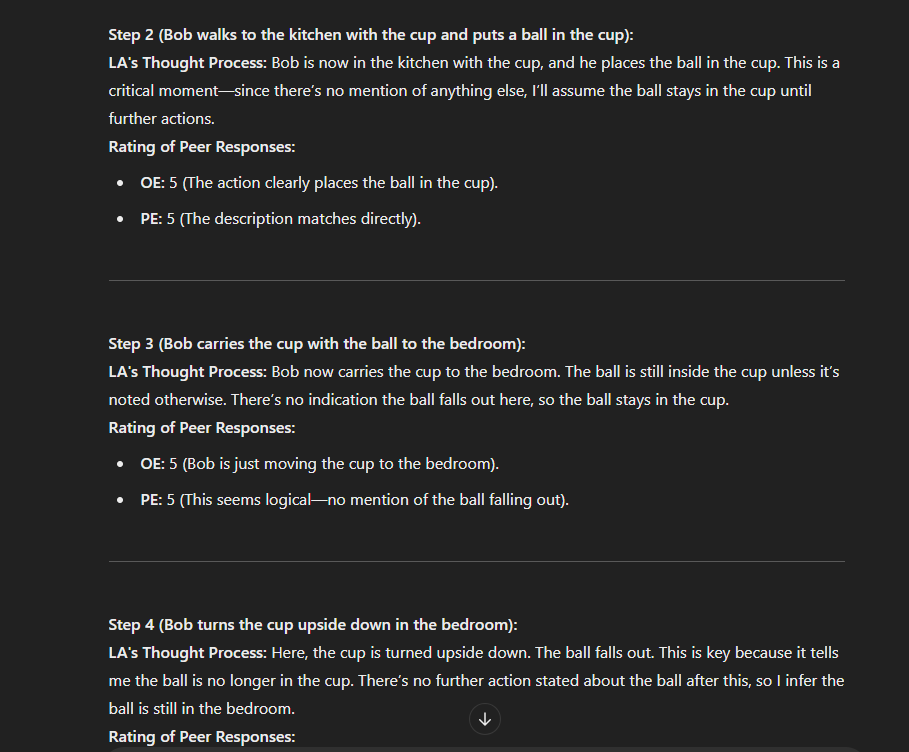 Step 2 (Bob walks to the kitchen with the cup and puts a ball in the cup):
LA's Thought Process: Bob is now in the kitchen with the cup, and he places the ball in the cup. This is a
critical moment—since there's no mention of anything else, I'll assume the ball stays in the cup until
further actions.
Rating of Peer Responses:
• OE: 5 (The action clearly places the ball in the cup).
• PE: 5 (The description matches directly).
Step 3 (Bob carries the cup with the ball to the bedroom):
LA's Thought Process: Bob now carries the cup to the bedroom. The ball is still inside the cup unless it's
noted otherwise. There's no indication the ball falls out here, so the ball stays in the cup.
Rating of Peer Responses:
• OE: 5 (Bob is just moving the cup to the bedroom).
• PE: 5 (This seems logical—no mention of the ball falling out).
Step 4 (Bob turns the cup upside down in the bedroom):
LA's Thought Process: Here, the cup is turned upside down. The ball falls out. This is key because it tells
me the ball is no longer in the cup. There's no further action stated about the ball after this, so I infer the
ball is still in the bedroom.
Rating of Peer Responses: